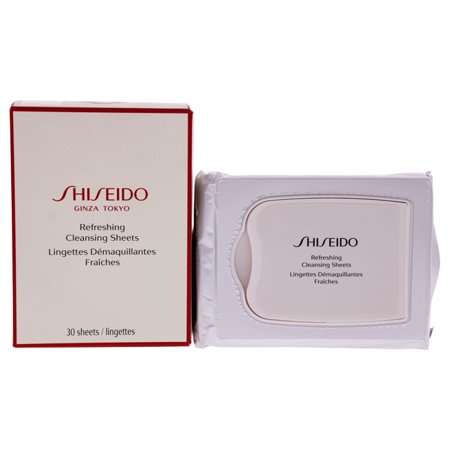 SHISEIDO
GINZA TOKYO
Refreshing
Cleansing Sheets
Lingettes Démaquillantes
Fraîches
30 sheets / lingettes
SHISEIDO
Refreshing
Cleansing Sheets
Lingettes Démaquillantes
Fraîches